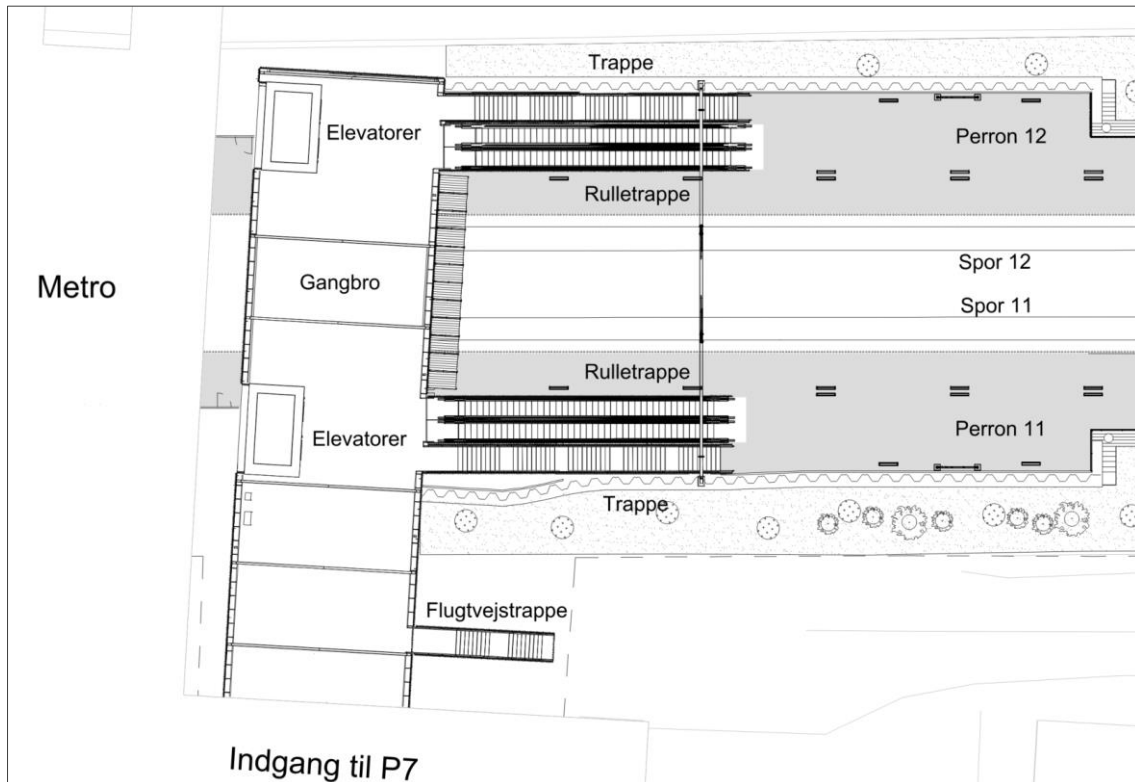 Trappe
Elevatorer
Perron 12
Rulletrappe
Spor 12
Metro
Gangbro
Spor 11
Rulletrappe
Elevatorer
Perron 11
Trappe
Flugtvejstrappe
Indgang til P7